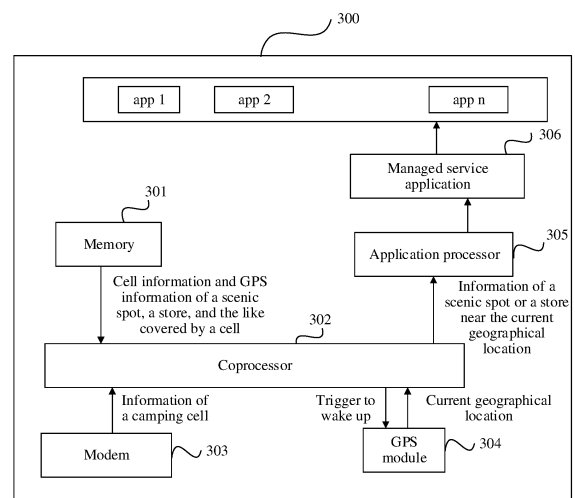 300
app 1
app 2
app n
306
Managed service
application
301
Memory
305
Application processor
Cell information and GPS
information of a scenic
spot, a store, and the like
covered by a cell
Information of a
scenic spot or a store
near the current
geographical
location
302
Coprocessor
Information of
a camping cell
Trigger to
wake up
Current geographical
location
303
Modem
GPS
module
304